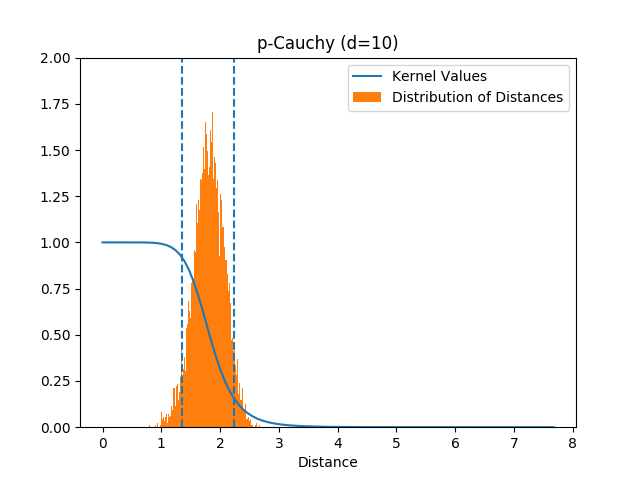 p-Cauchy (d=10)
Kernel Values
Distribution of Distances
2.00
1.75
1.50
1.25
1.00
0.75
0.50
0.25
0.00
0 1 2 3 4 5 6 7 8
Distance